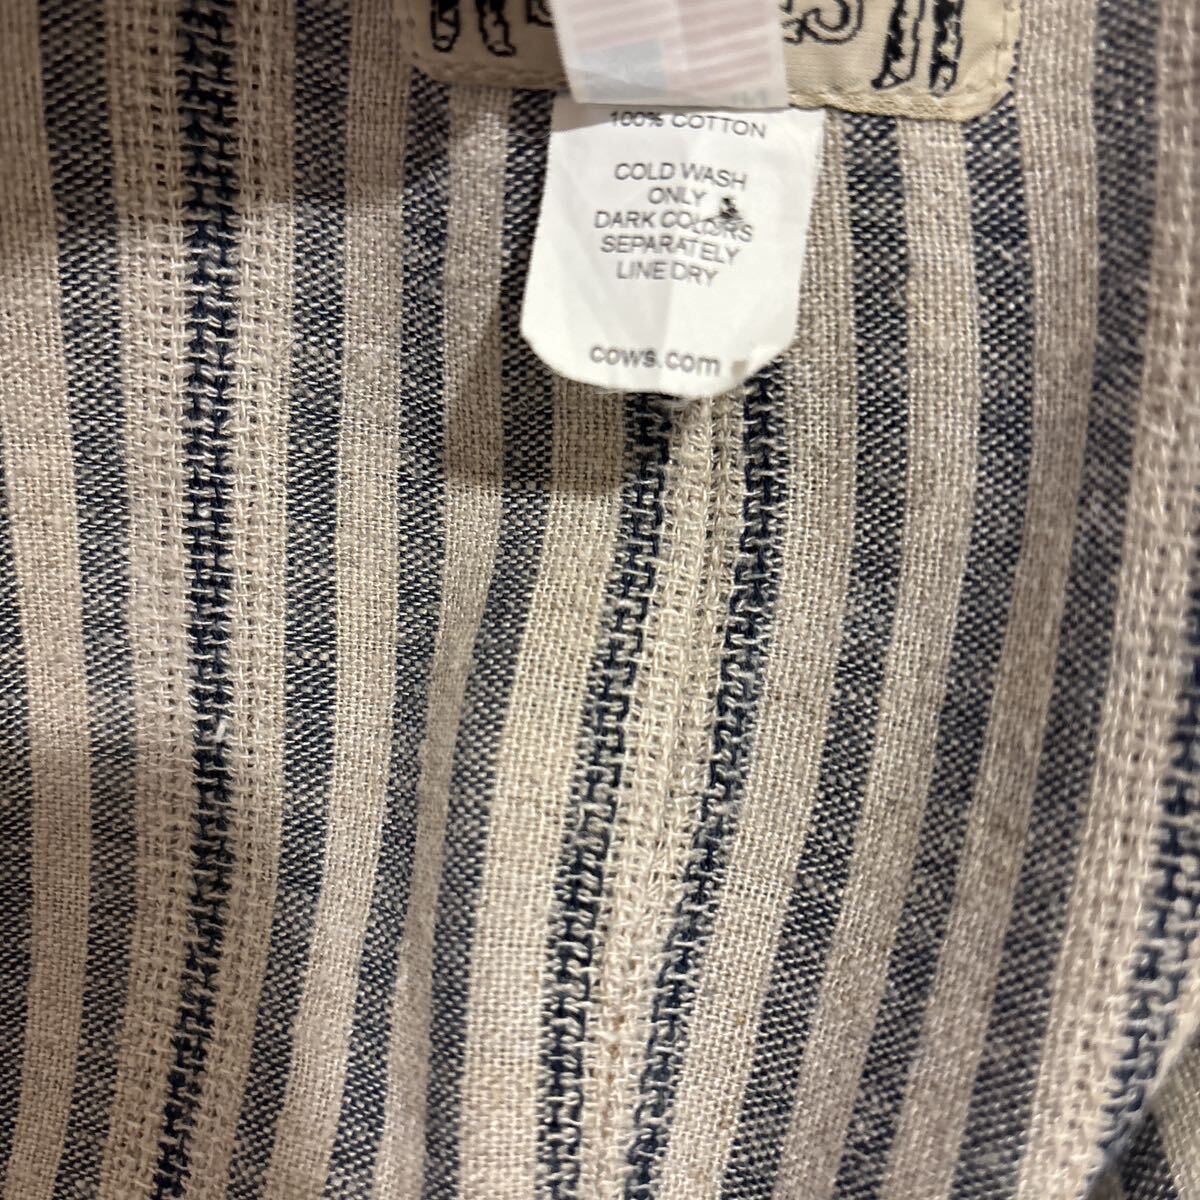 100% COTTON
COLD WASH
ONLY
DARK COLORS
SEPARATELY
LINE DRY
cows.com